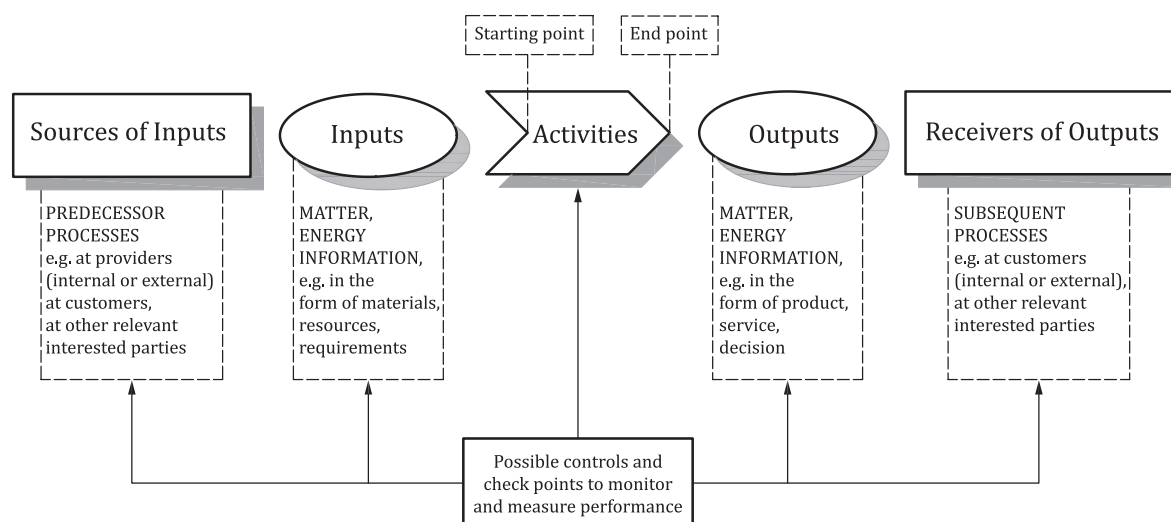 Starting point
End point
Sources of Inputs
Inputs
Activities
Outputs
Receivers of Outputs
PREDECESSOR
PROCESSES
e.g. at providers
(internal or external)
at customers,
at other relevant
interested parties
MATTER,
ENERGY
INFORMATION,
e.g. in the
form of materials,
resources,
requirements
MATTER,
ENERGY
INFORMATION,
e.g. in the
form of product,
service,
decision
SUBSEQUENT
PROCESSES
e.g. at customers
(internal or external),
at other relevant
interested parties
Possible controls and
check points to monitor
and measure performance